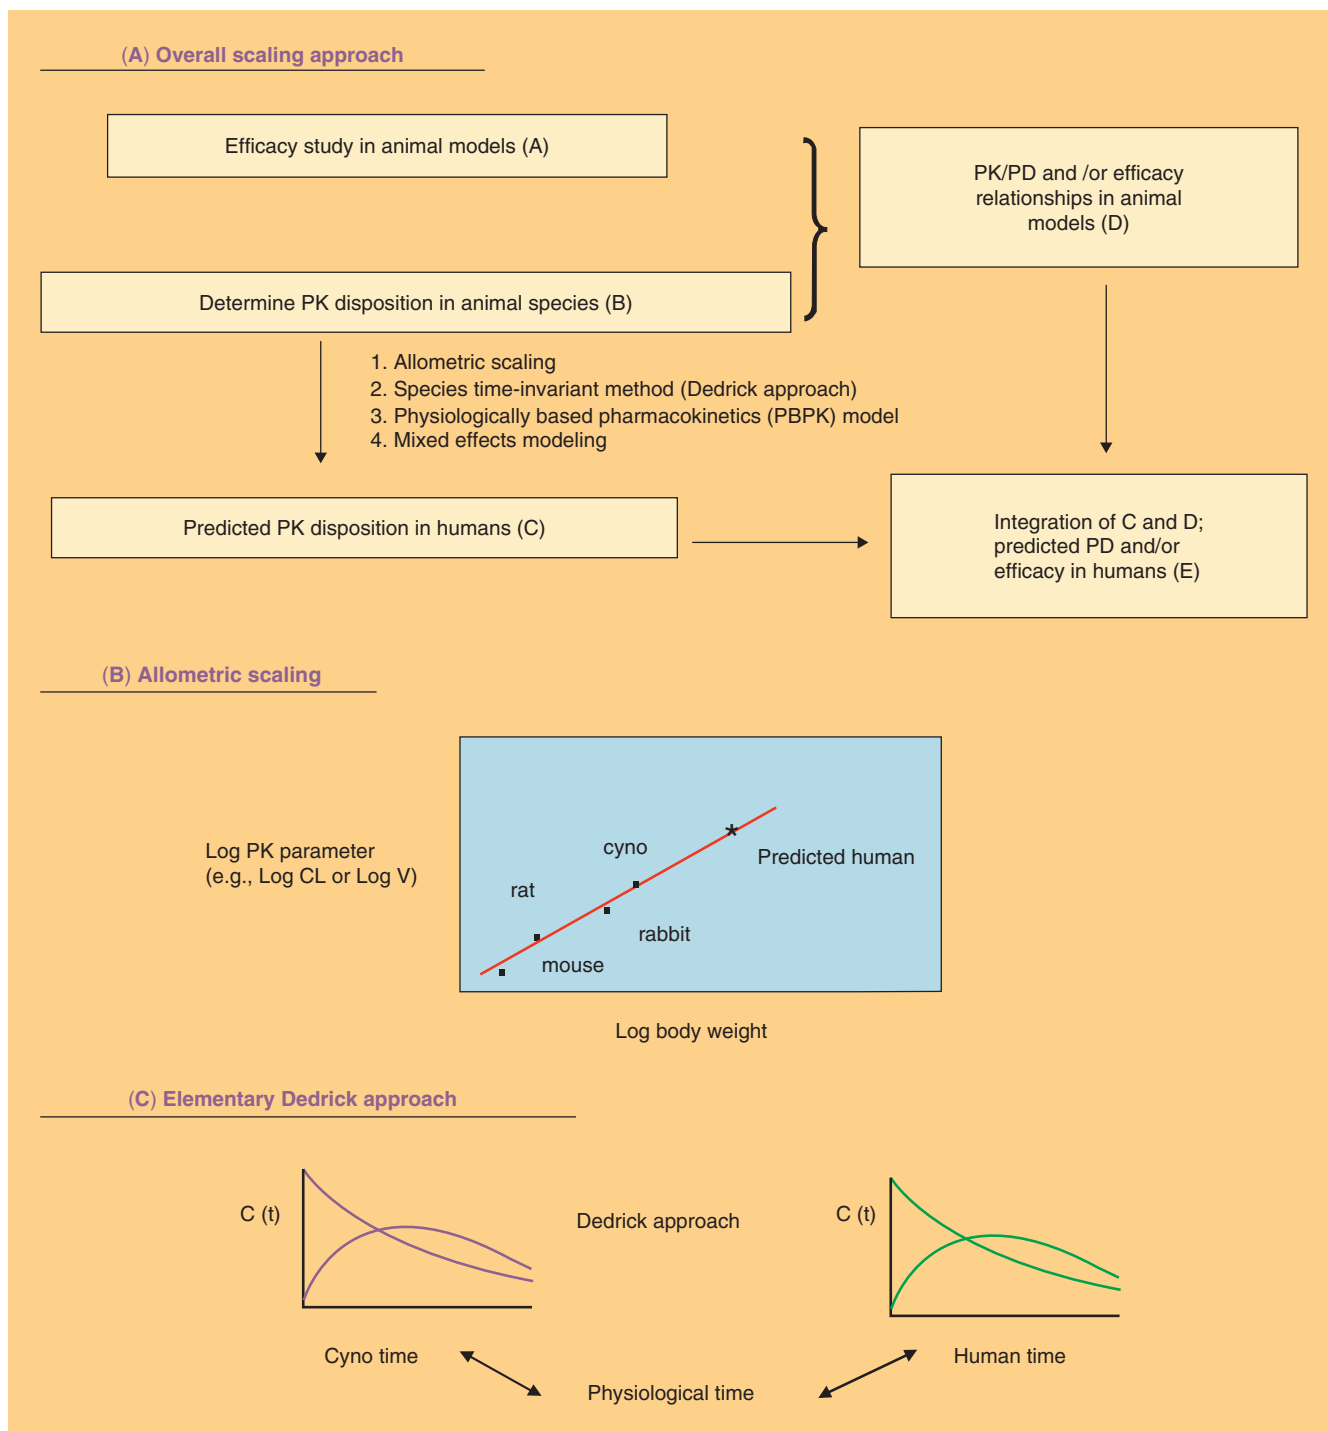 (A) Overall scaling approach
Efficacy study in animal models (A)
PK/PD and /or efficacy
relationships in animal
models (D)
Determine PK disposition in animal species (B)
1. Allometric scaling
2. Species time-invariant method (Dedrick approach)
3. Physiologically based pharmacokinetics (PBPK) model
4. Mixed effects modeling
Predicted PK disposition in humans (C)
Integration of C and D;
predicted PD and/or
efficacy in humans (E)
(B) Allometric scaling
Log PK parameter
(e.g., Log CL or Log V)
cyno
Predicted human
rat
rabbit
mouse
Log body weight
(C) Elementary Dedrick approach
C (t)
Dedrick approach
C (t)
Cyno time
Human time
Physiological time